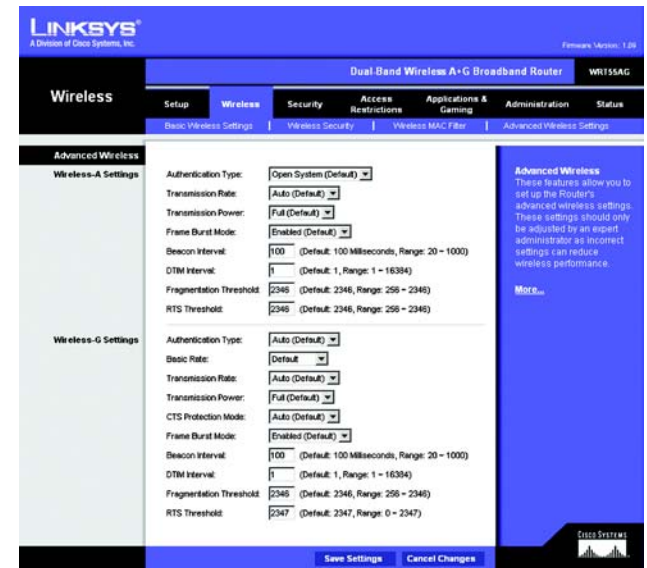 LINKSYS®
A Division of Cisco Systems, Inc.
Firmware Version: 1.09
Dual-Band Wireless A+G Broadband Router WRT55AG
Wireless
Setup Wireless Security Access Restrictions Applications & Gaming Administration Status
Basic Wireless Settings | Wireless Security | Wireless MAC Filter | Advanced Wireless Settings
Advanced Wireless
Wireless-A Settings
Authentication Type: Open System (Default)
Transmission Rate: Auto (Default)
Transmission Power: Full (Default)
Frame Burst Mode: Enabled (Default)
Beacon Interval: 100 (Default: 100 Milliseconds, Range: 20 ~ 1000)
DTIM Interval: 1 (Default: 1, Range: 1 ~ 16384)
Fragmentation Threshold: 2346 (Default: 2346, Range: 256 ~ 2346)
RTS Threshold: 2346 (Default: 2346, Range: 256 ~ 2346)
Wireless-G Settings
Authentication Type: Auto (Default)
Basic Rate: Default
Transmission Rate: Auto (Default)
Transmission Power: Full (Default)
CTS Protection Mode: Auto (Default)
Frame Burst Mode: Enabled (Default)
Beacon Interval: 100 (Default: 100 Milliseconds, Range: 20 ~ 1000)
DTIM Interval: 1 (Default: 1, Range: 1 ~ 16384)
Fragmentation Threshold: 2346 (Default: 2346, Range: 256 ~ 2346)
RTS Threshold: 2347 (Default: 2347, Range: 0 ~ 2347)
Advanced Wireless
These features allow you to
set up the Router's
advanced wireless settings.
These settings should only
be adjusted by an expert
administrator as incorrect
settings can reduce
wireless performance.
More...
Save Settings Cancel Changes
CISCO SYSTEMS